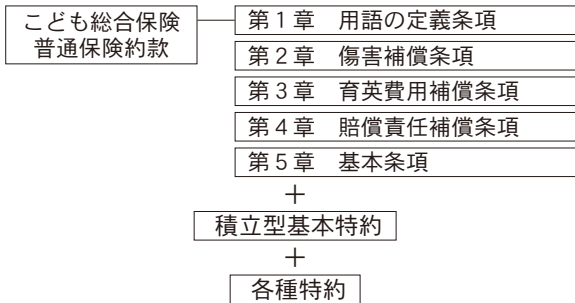 こども総合保険
普通保険約款
第１章　用語の定義条項
第２章　傷害補償条項
第３章　育英費用補償条項
第４章　賠償責任補償条項
第５章　基本条項
＋
積立型基本特約
＋
各種特約